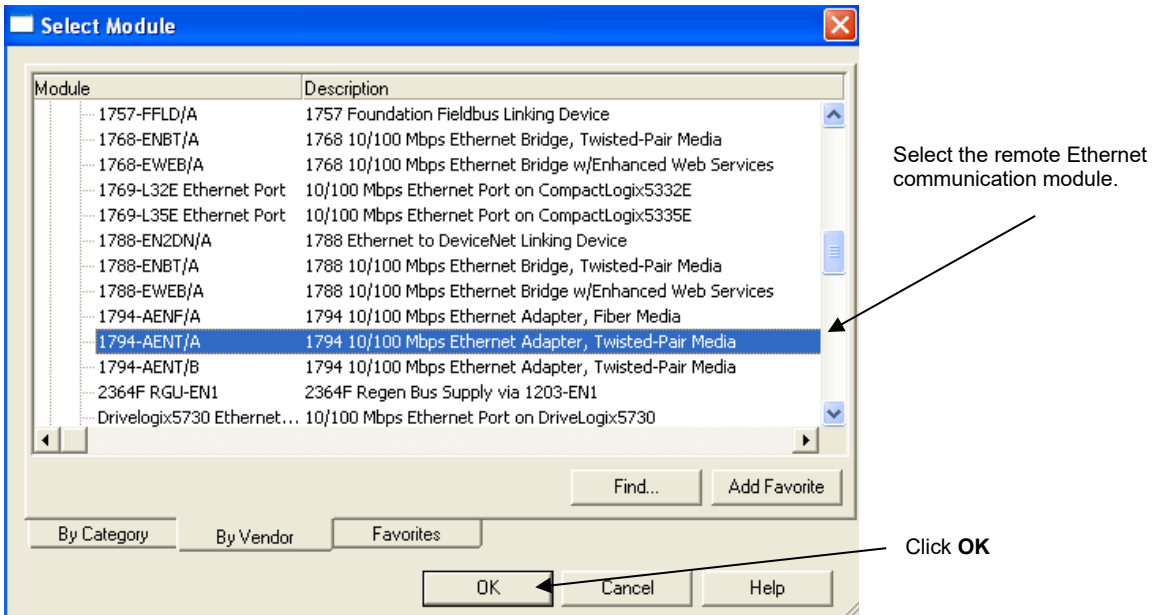 Select Module
Module Description
1757-FFLD/A 1757 Foundation Fieldbus Linking Device
1768-ENBT/A 1768 10/100 Mbps Ethernet Bridge, Twisted-Pair Media
1768-EWEB/A 1768 10/100 Mbps Ethernet Bridge w/Enhanced Web Services
1769-L32E Ethernet Port 10/100 Mbps Ethernet Port on CompactLogix5332E
1769-L35E Ethernet Port 10/100 Mbps Ethernet Port on CompactLogix5335E
1788-EN2DN/A 1788 Ethernet to DeviceNet Linking Device
1788-ENBT/A 1788 10/100 Mbps Ethernet Bridge, Twisted-Pair Media
1788-EWEB/A 1788 10/100 Mbps Ethernet Bridge w/Enhanced Web Services
1794-AENF/A 1794 10/100 Mbps Ethernet Adapter, Fiber Media
1794-AENT/A 1794 10/100 Mbps Ethernet Adapter, Twisted-Pair Media
1794-AENT/B 1794 10/100 Mbps Ethernet Adapter, Twisted-Pair Media
2364F RGU-EN1 2364F Regen Bus Supply via 1203-EN1
Drivelogix5730 Ethernet... 10/100 Mbps Ethernet Port on DriveLogix5730
Find... Add Favorite
By Category By Vendor Favorites
OK Cancel Help
Select the remote Ethernet
communication module.
Click OK